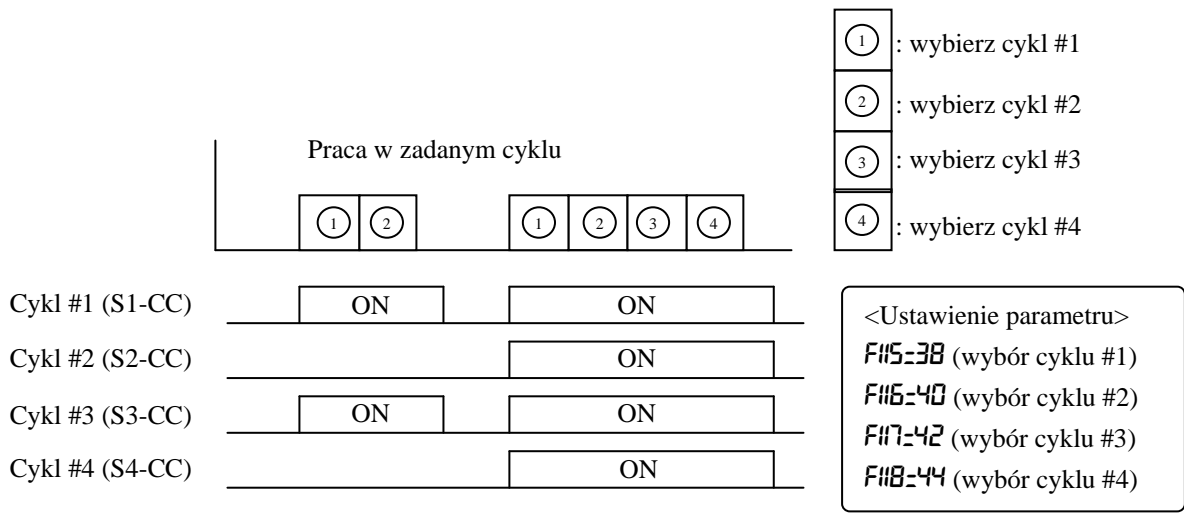 ① : wybierz cykl #1
② : wybierz cykl #2
③ : wybierz cykl #3
④ : wybierz cykl #4
Praca w zadanym cyklu
① ② ① ② ③ ④
Cykl #1 (S1-CC) ON ON
Cykl #2 (S2-CC) ON
Cykl #3 (S3-CC) ON ON
Cykl #4 (S4-CC) ON
<Ustawienie parametru>
F115=38 (wybór cyklu #1)
F116=40 (wybór cyklu #2)
F117=42 (wybór cyklu #3)
F118=44 (wybór cyklu #4)